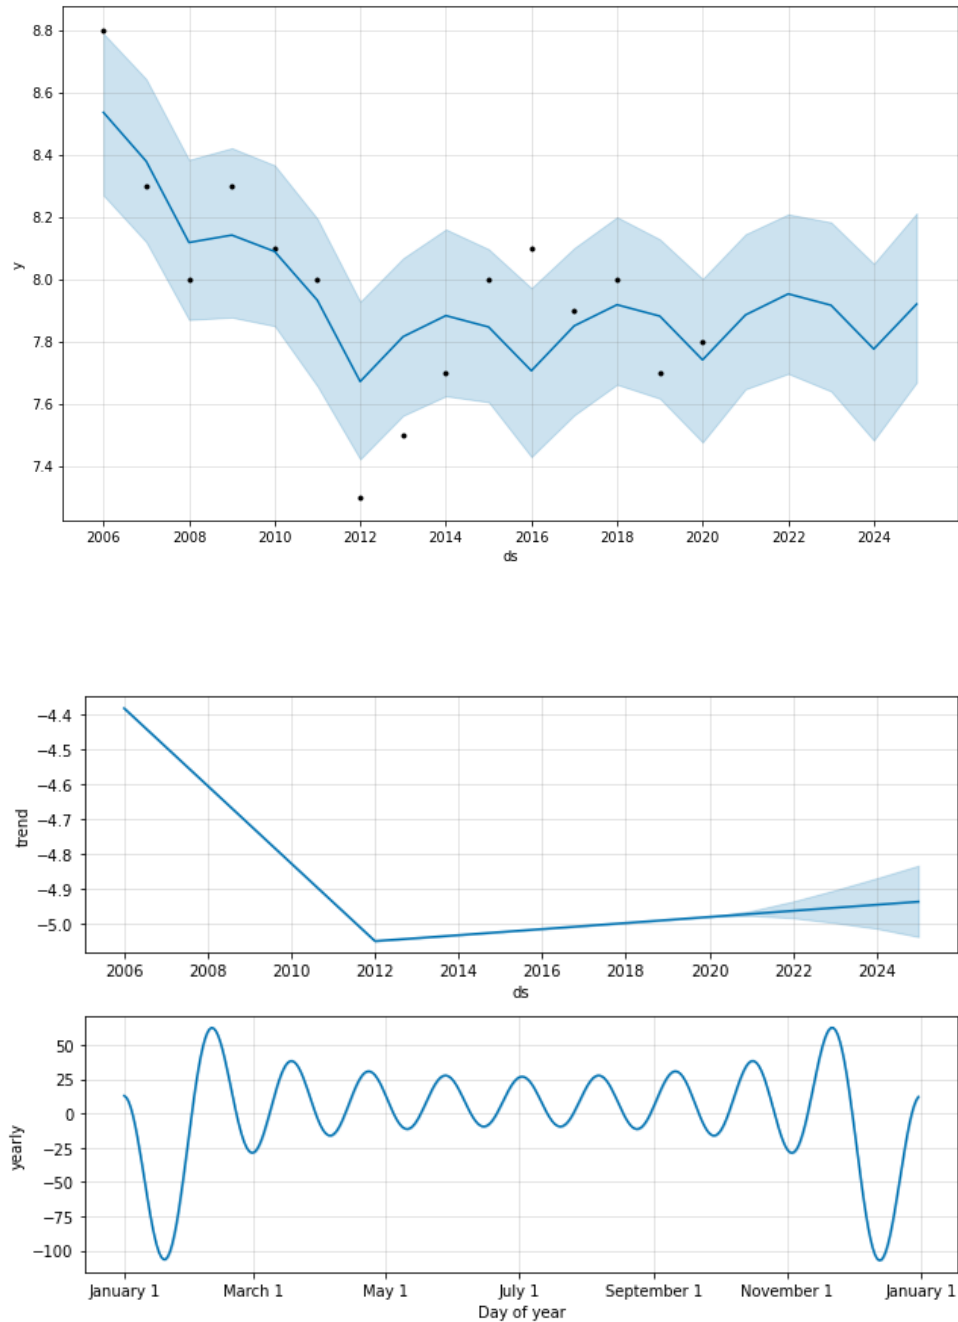 8.8
8.6
8.4
8.2
8.0
7.8
7.6
7.4
y
2006 2008 2010 2012 2014 2016 2018 2020 2022 2024
ds
−4.4
−4.5
−4.6
−4.7
−4.8
−4.9
−5.0
trend
2006 2008 2010 2012 2014 2016 2018 2020 2022 2024
ds
50
25
0
−25
−50
−75
−100
yearly
January 1 March 1 May 1 July 1 September 1 November 1 January 1
Day of year